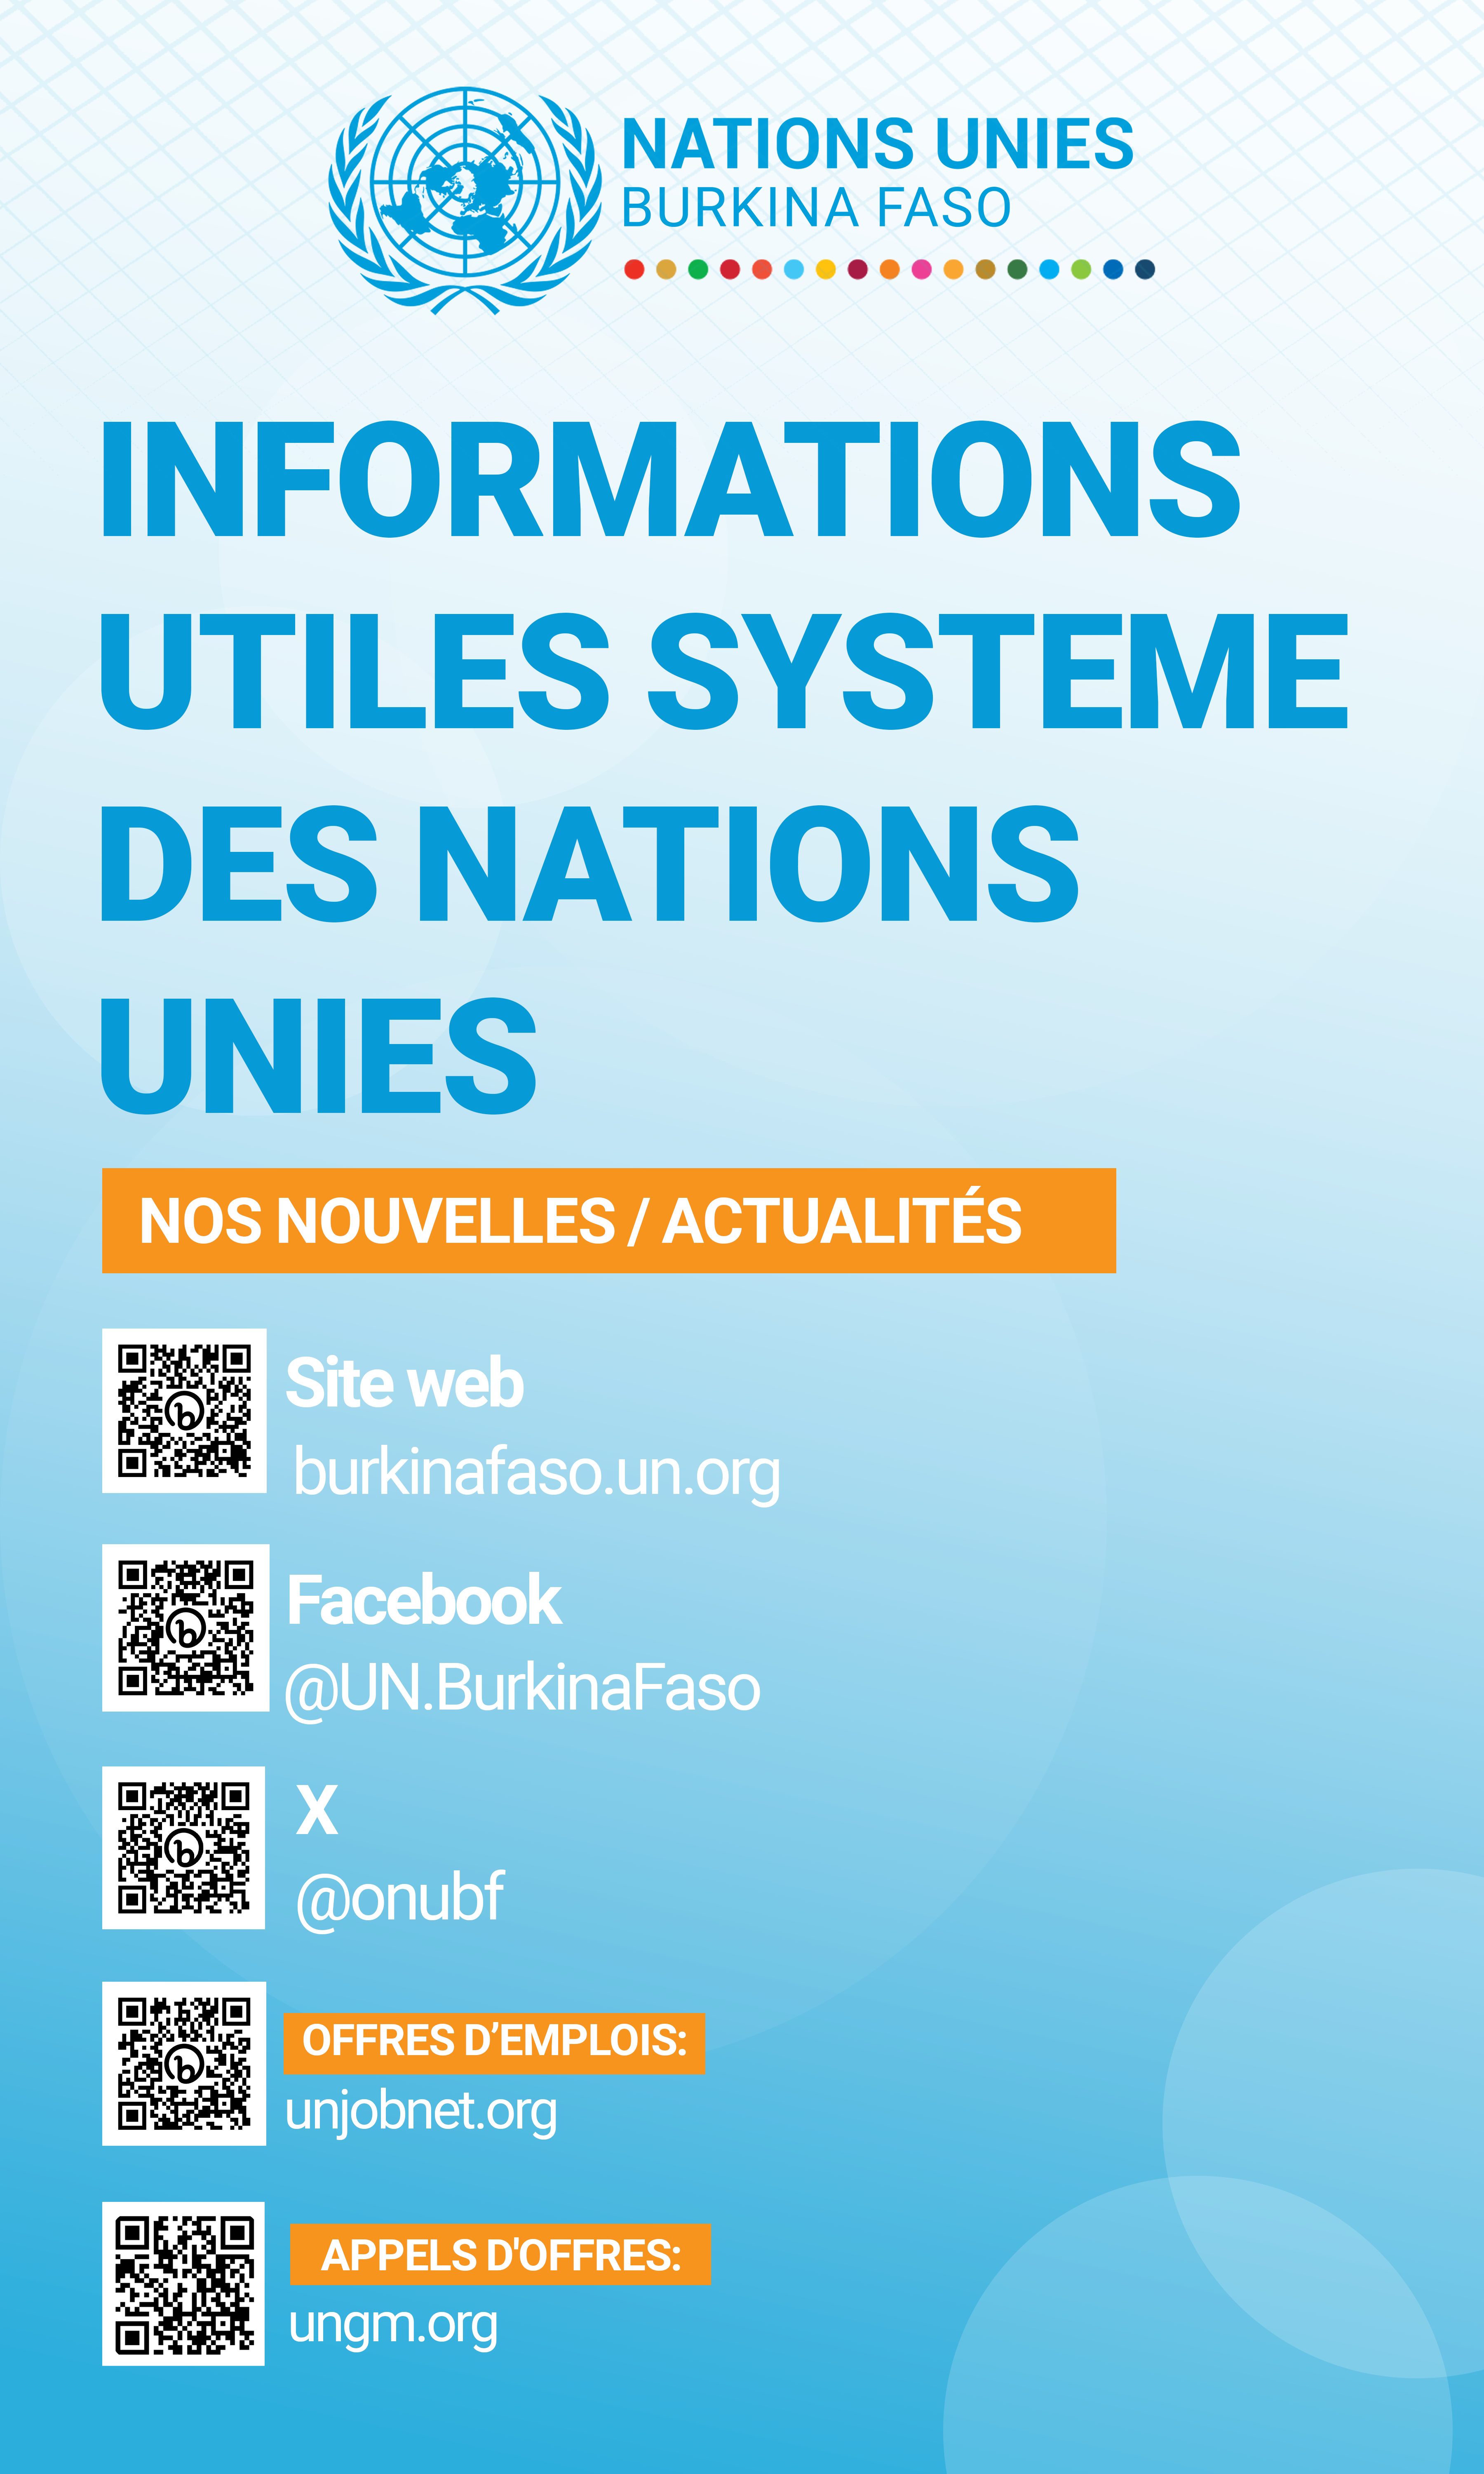 NATIONS UNIES
BURKINA FASO
INFORMATIONS
UTILES SYSTEME
DES NATIONS
UNIES
NOS NOUVELLES / ACTUALITÉS
Site web
burkinafaso.un.org
Facebook
@UN.BurkinaFaso
X
@onubf
OFFRES D’EMPLOIS:
unjobnet.org
APPELS D'OFFRES:
ungm.org